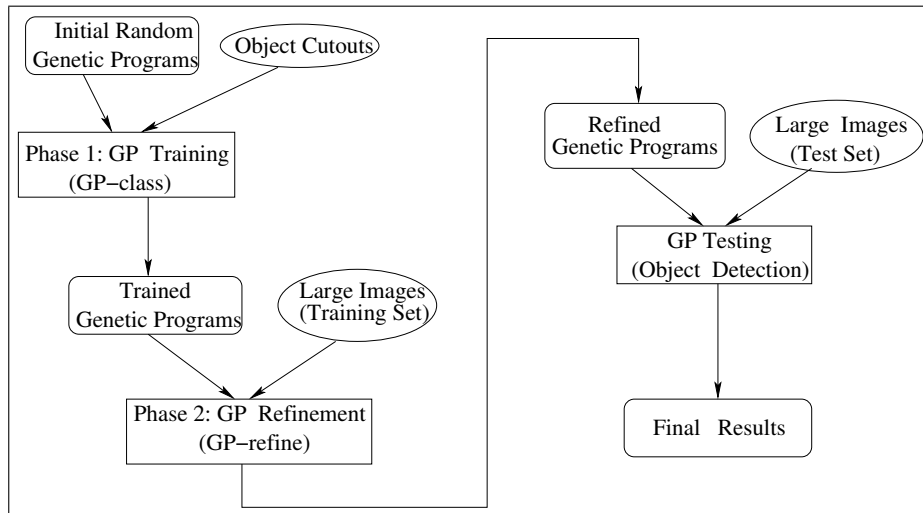 Initial Random
Genetic Programs
Object Cutouts
Phase 1: GP Training
(GP−class)
Trained
Genetic Programs
Large Images
(Training Set)
Phase 2: GP Refinement
(GP−refine)
Refined
Genetic Programs
Large Images
(Test Set)
GP Testing
(Object Detection)
Final Results